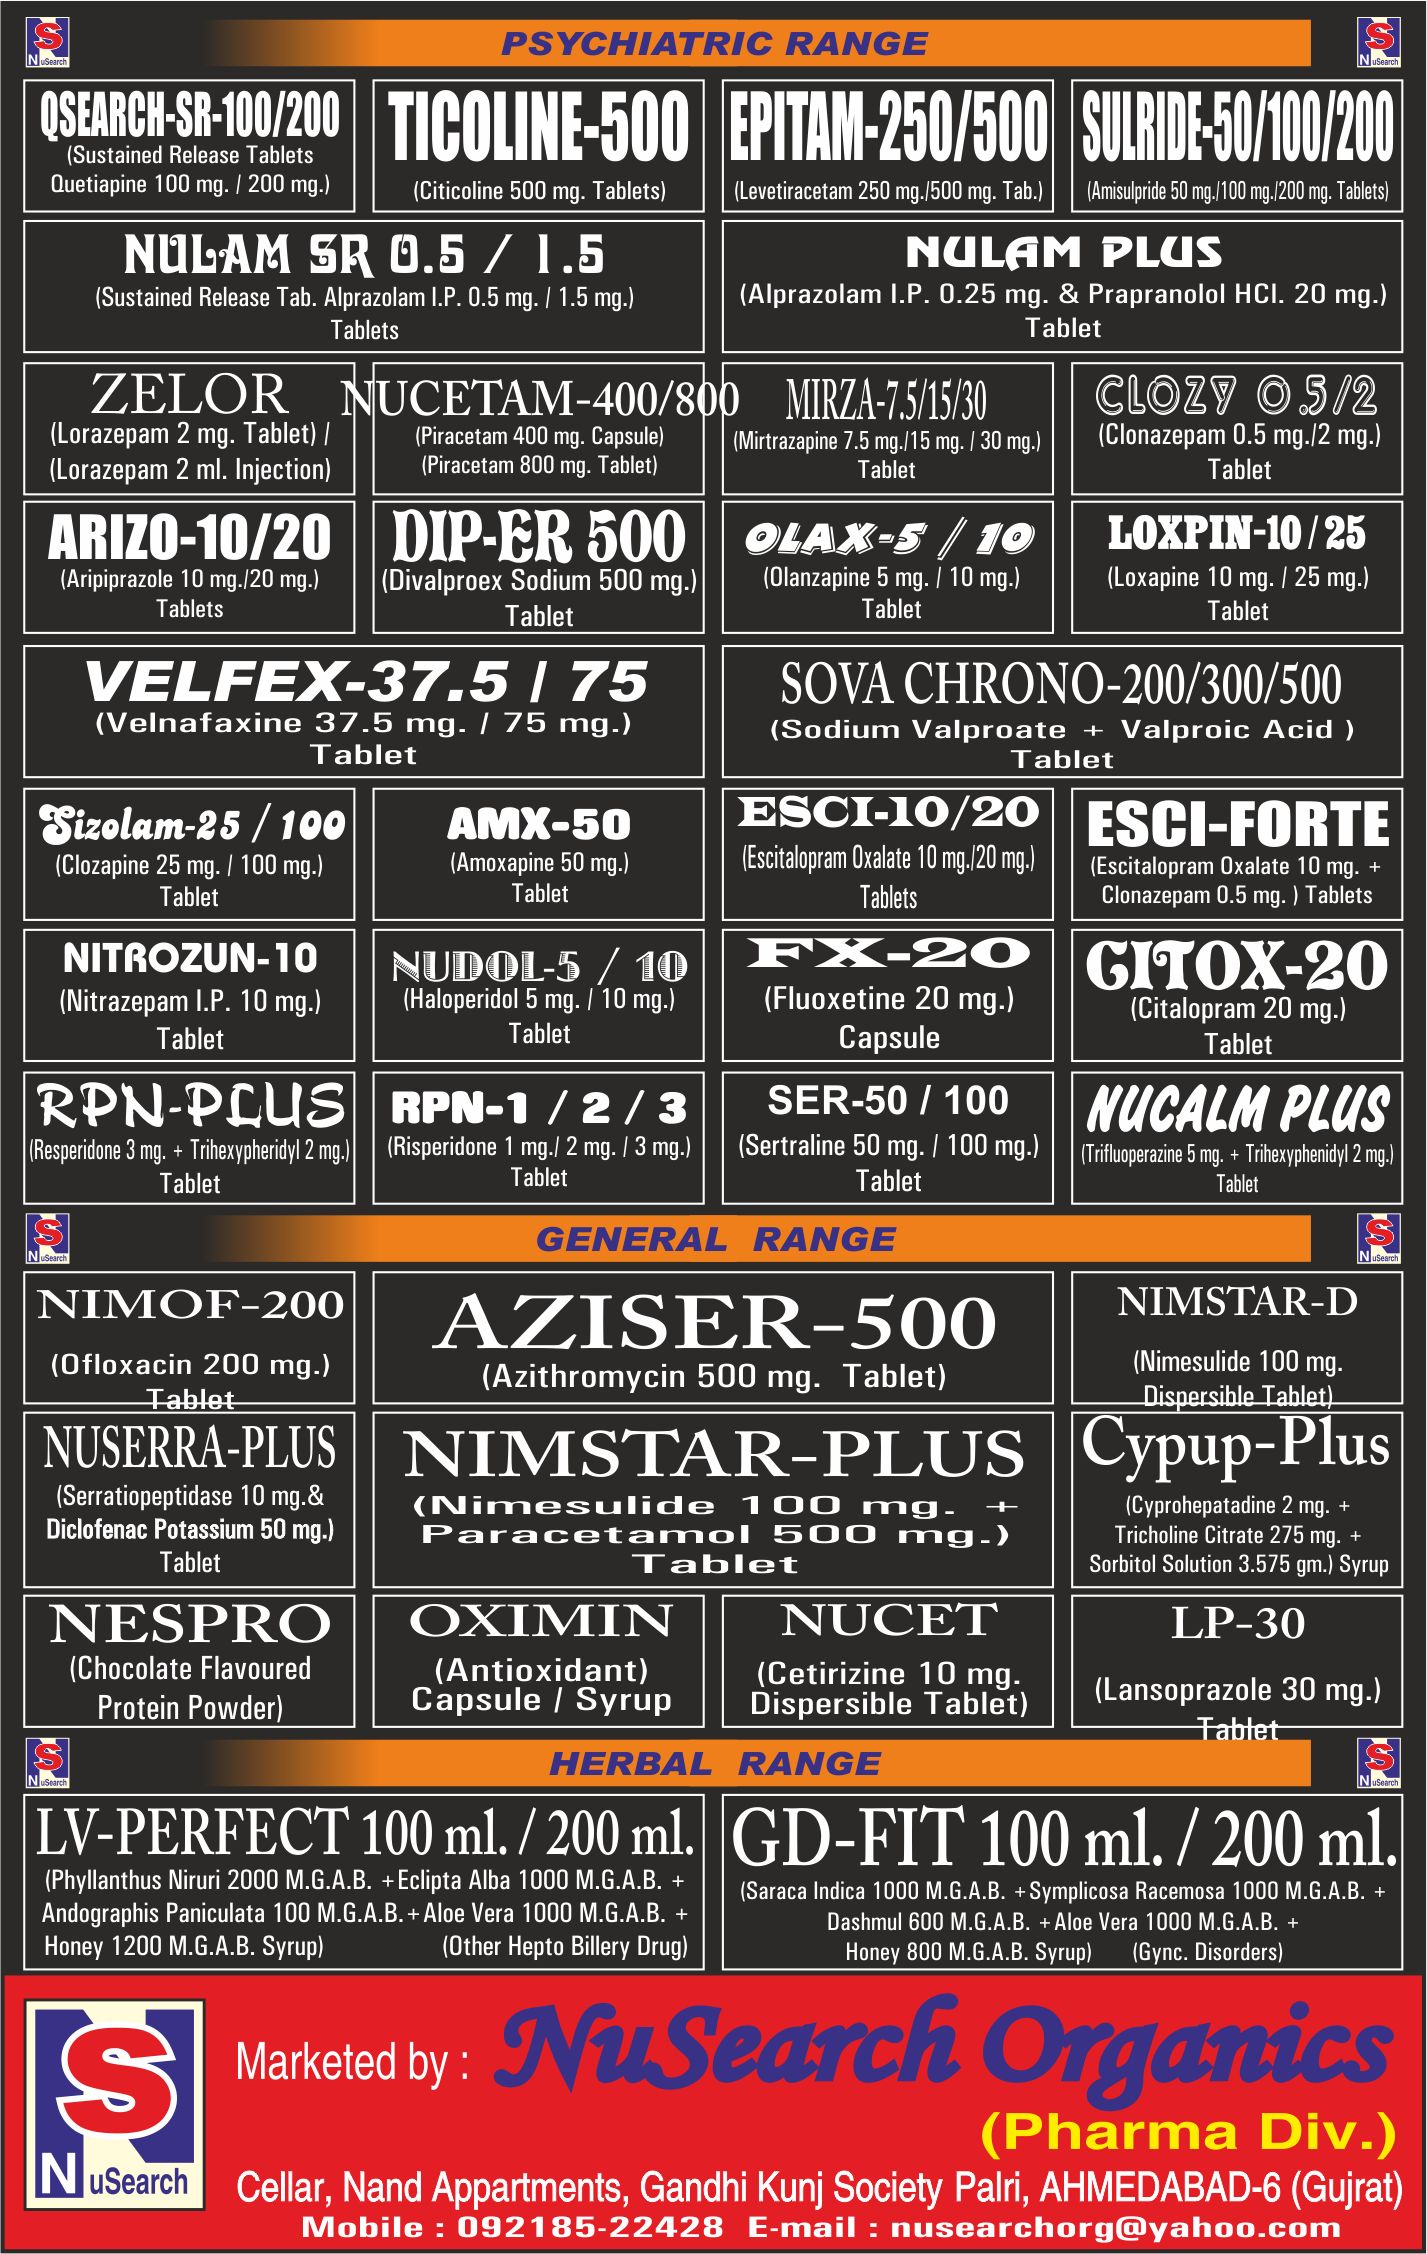 S
N uSearch
PSYCHIATRIC RANGE
S
N uSearch
QSEARCH-SR-100/200
(Sustained Release Tablets
Quetiapine 100 mg. / 200 mg.)
TICOLINE-500
(Citicoline 500 mg. Tablets)
EPITAM-250/500
(Levetiracetam 250 mg./500 mg. Tab.)
SULRIDE-50/100/200
(Amisulpride 50 mg./100 mg./200 mg. Tablets)
NULAM SR 0.5 / 1.5
(Sustained Release Tab. Alprazolam I.P. 0.5 mg. / 1.5 mg.)
Tablets
NULAM PLUS
(Alprazolam I.P. 0.25 mg. & Prapranolol HCl. 20 mg.)
Tablet
ZELOR
(Lorazepam 2 mg. Tablet) /
(Lorazepam 2 ml. Injection)
NUCETAM-400/800
(Piracetam 400 mg. Capsule)
(Piracetam 800 mg. Tablet)
MIRZA-7.5/15/30
(Mirtrazapine 7.5 mg./15 mg. / 30 mg.)
Tablet
CLOZY 0.5/2
(Clonazepam 0.5 mg./2 mg.)
Tablet
ARIZO-10/20
(Aripiprazole 10 mg./20 mg.)
Tablets
DIP-ER 500
(Divalproex Sodium 500 mg.)
Tablet
OLAX-5 / 10
(Olanzapine 5 mg. / 10 mg.)
Tablet
LOXPIN-10 / 25
(Loxapine 10 mg. / 25 mg.)
Tablet
VELFEX-37.5 / 75
(Velnafaxine 37.5 mg. / 75 mg.)
Tablet
SOVA CHRONO-200/300/500
(Sodium Valproate + Valproic Acid )
Tablet
Sizolam-25 / 100
(Clozapine 25 mg. / 100 mg.)
Tablet
AMX-50
(Amoxapine 50 mg.)
Tablet
ESCI-10/20
(Escitalopram Oxalate 10 mg./20 mg.)
Tablets
ESCI-FORTE
(Escitalopram Oxalate 10 mg. +
Clonazepam 0.5 mg. ) Tablets
NITROZUN-10
(Nitrazepam I.P. 10 mg.)
Tablet
NUDOL-5 / 10
(Haloperidol 5 mg. / 10 mg.)
Tablet
FX-20
(Fluoxetine 20 mg.)
Capsule
CITOX-20
(Citalopram 20 mg.)
Tablet
RPN-PLUS
(Resperidone 3 mg. + Trihexypheridyl 2 mg.)
Tablet
RPN-1 / 2 / 3
(Risperidone 1 mg./ 2 mg. / 3 mg.)
Tablet
SER-50 / 100
(Sertraline 50 mg. / 100 mg.)
Tablet
NUCALM PLUS
(Trifluoperazine 5 mg. + Trihexyphenidyl 2 mg.)
Tablet
S
N uSearch
GENERAL RANGE
S
N uSearch
NIMOF-200
(Ofloxacin 200 mg.)
Tablet
AZISER-500
(Azithromycin 500 mg. Tablet)
NIMSTAR-D
(Nimesulide 100 mg.
Dispersible Tablet)
NUSERRA-PLUS
(Serratiopeptidase 10 mg.&
Diclofenac Potassium 50 mg.)
Tablet
NIMSTAR-PLUS
(Nimesulide 100 mg. +
Paracetamol 500 mg.)
Tablet
Cypup-Plus
(Cyprohepatadine 2 mg. +
Tricholine Citrate 275 mg. +
Sorbitol Solution 3.575 gm.) Syrup
NESPRO
(Chocolate Flavoured
Protein Powder)
OXIMIN
(Antioxidant)
Capsule / Syrup
NUCET
(Cetirizine 10 mg.
Dispersible Tablet)
LP-30
(Lansoprazole 30 mg.)
Tablet
S
N uSearch
HERBAL RANGE
S
N uSearch
LV-PERFECT 100 ml. / 200 ml.
(Phyllanthus Niruri 2000 M.G.A.B. +Eclipta Alba 1000 M.G.A.B. +
Andographis Paniculata 100 M.G.A.B.+Aloe Vera 1000 M.G.A.B. +
Honey 1200 M.G.A.B. Syrup) (Other Hepto Billery Drug)
GD-FIT 100 ml. / 200 ml.
(Saraca Indica 1000 M.G.A.B. +Symplicosa Racemosa 1000 M.G.A.B. +
Dashmul 600 M.G.A.B. +Aloe Vera 1000 M.G.A.B. +
Honey 800 M.G.A.B. Syrup) (Gync. Disorders)
S
N uSearch
Marketed by : NuSearch Organics
(Pharma Div.)
Cellar, Nand Appartments, Gandhi Kunj Society Palri, AHMEDABAD-6 (Gujrat)
Mobile : 092185-22428 E-mail : nusearchorg@yahoo.com